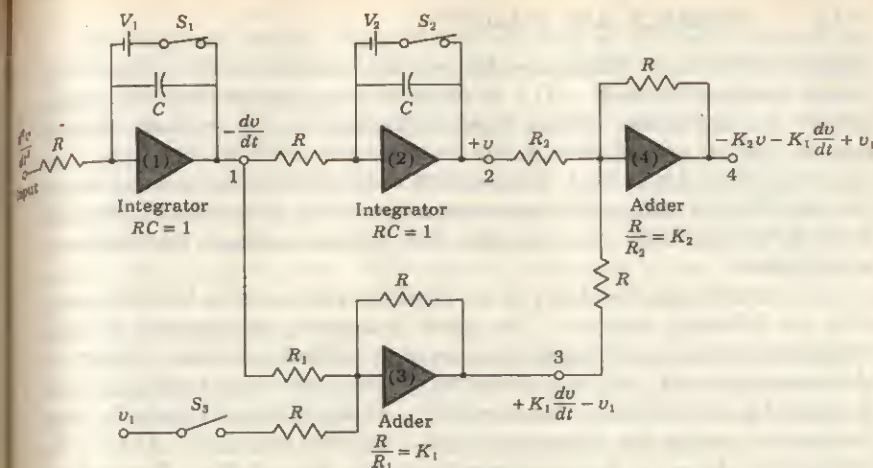 V₁ S₁
V₂ S₂
C
C
R
R
R
R₂
input
(1)
−dv/dt
1
(2)
+v
2
(4)
−K₂v − K₁ dv/dt + v₁
4
Integrator
RC = 1
Integrator
RC = 1
Adder
R/R₂ = K₂
R
R
R₁
(3)
3
+K₁ dv/dt − v₁
v₁
S₃
R
Adder
R/R₁ = K₁